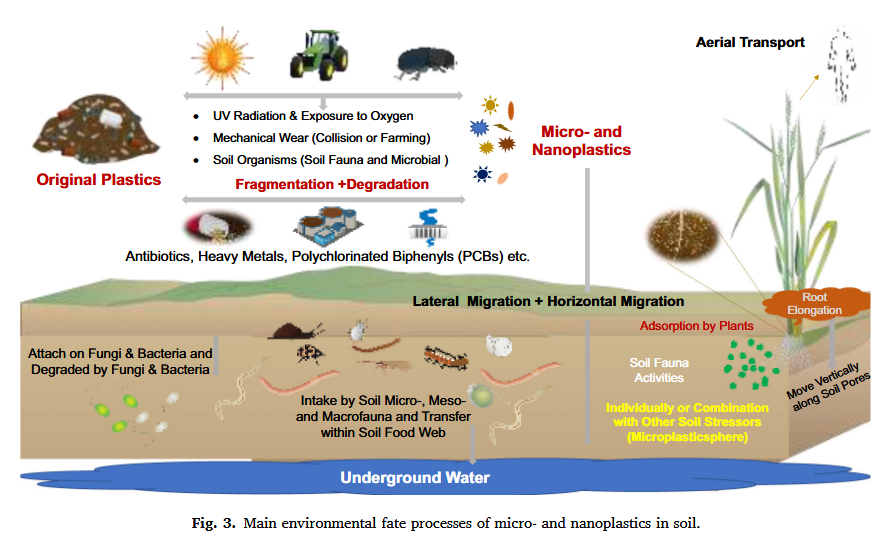 Aerial Transport
• UV Radiation & Exposure to Oxygen
• Mechanical Wear (Collision or Farming)
• Soil Organisms (Soil Fauna and Microbial )
Micro- and
Nanoplastics
Original Plastics
Fragmentation +Degradation
Antibiotics, Heavy Metals, Polychlorinated Biphenyls (PCBs) etc.
Lateral Migration + Horizontal Migration
Root
Elongation
Adsorption by Plants
Attach on Fungi & Bacteria and
Degraded by Fungi & Bacteria
Soil Fauna
Activities
Move Vertically
along Soil Pores
Intake by Soil Micro-, Meso-
and Macrofauna and Transfer
within Soil Food Web
Individually or Combination
with Other Soil Stressors
(Microplasticsphere)
Underground Water
Fig. 3. Main environmental fate processes of micro- and nanoplastics in soil.